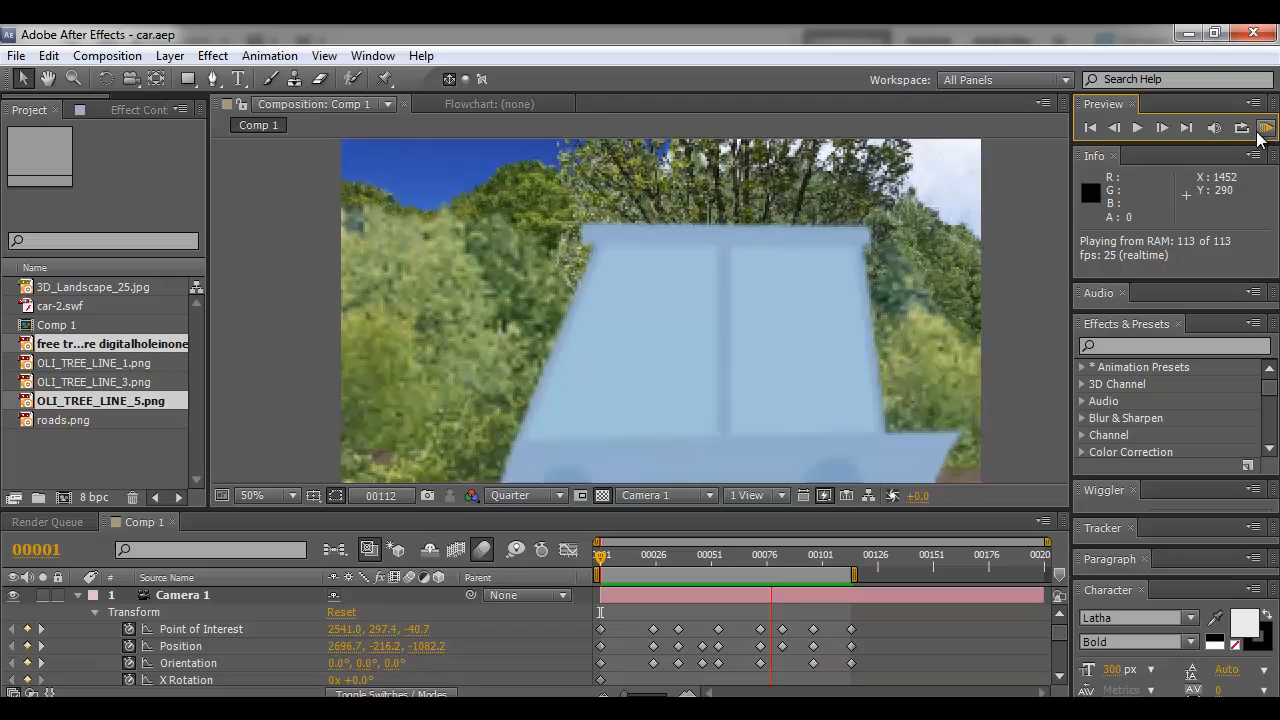 Adobe After Effects - car.aep
File Edit Composition Layer Effect Animation View Window Help
Workspace: All Panels Search Help
Project Effect Cont
Composition: Comp 1 Flowchart: (none)
Comp 1
Preview
Info
R :
G :
B :
A : 0
X : 1452
Y : 290
Playing from RAM: 113 of 113
fps: 25 (realtime)
Audio
Effects & Presets
* Animation Presets
3D Channel
Audio
Blur & Sharpen
Channel
Color Correction
Wiggler
Tracker
Paragraph
Character
Latha
Bold
300 px Auto
Metrics 0
Name
3D_Landscape_25.jpg
car-2.swf
Comp 1
free tr...re digitalholeinone
OLI_TREE_LINE_1.png
OLI_TREE_LINE_3.png
OLI_TREE_LINE_5.png
roads.png
8 bpc
50% 00112 Quarter Camera 1 1 View +0.0
Render Queue Comp 1
00001
00026 00051 00076 00101 00126 00151 00176 0020
# Source Name Parent
1 Camera 1 None
Transform Reset
Point of Interest 2541.0, 297.4, -40.7
Position 2696.7, -216.2, -1082.2
Orientation 0.0°, 0.0°, 0.0°
X Rotation 0x +0.0°
Toggle Switches / Modes